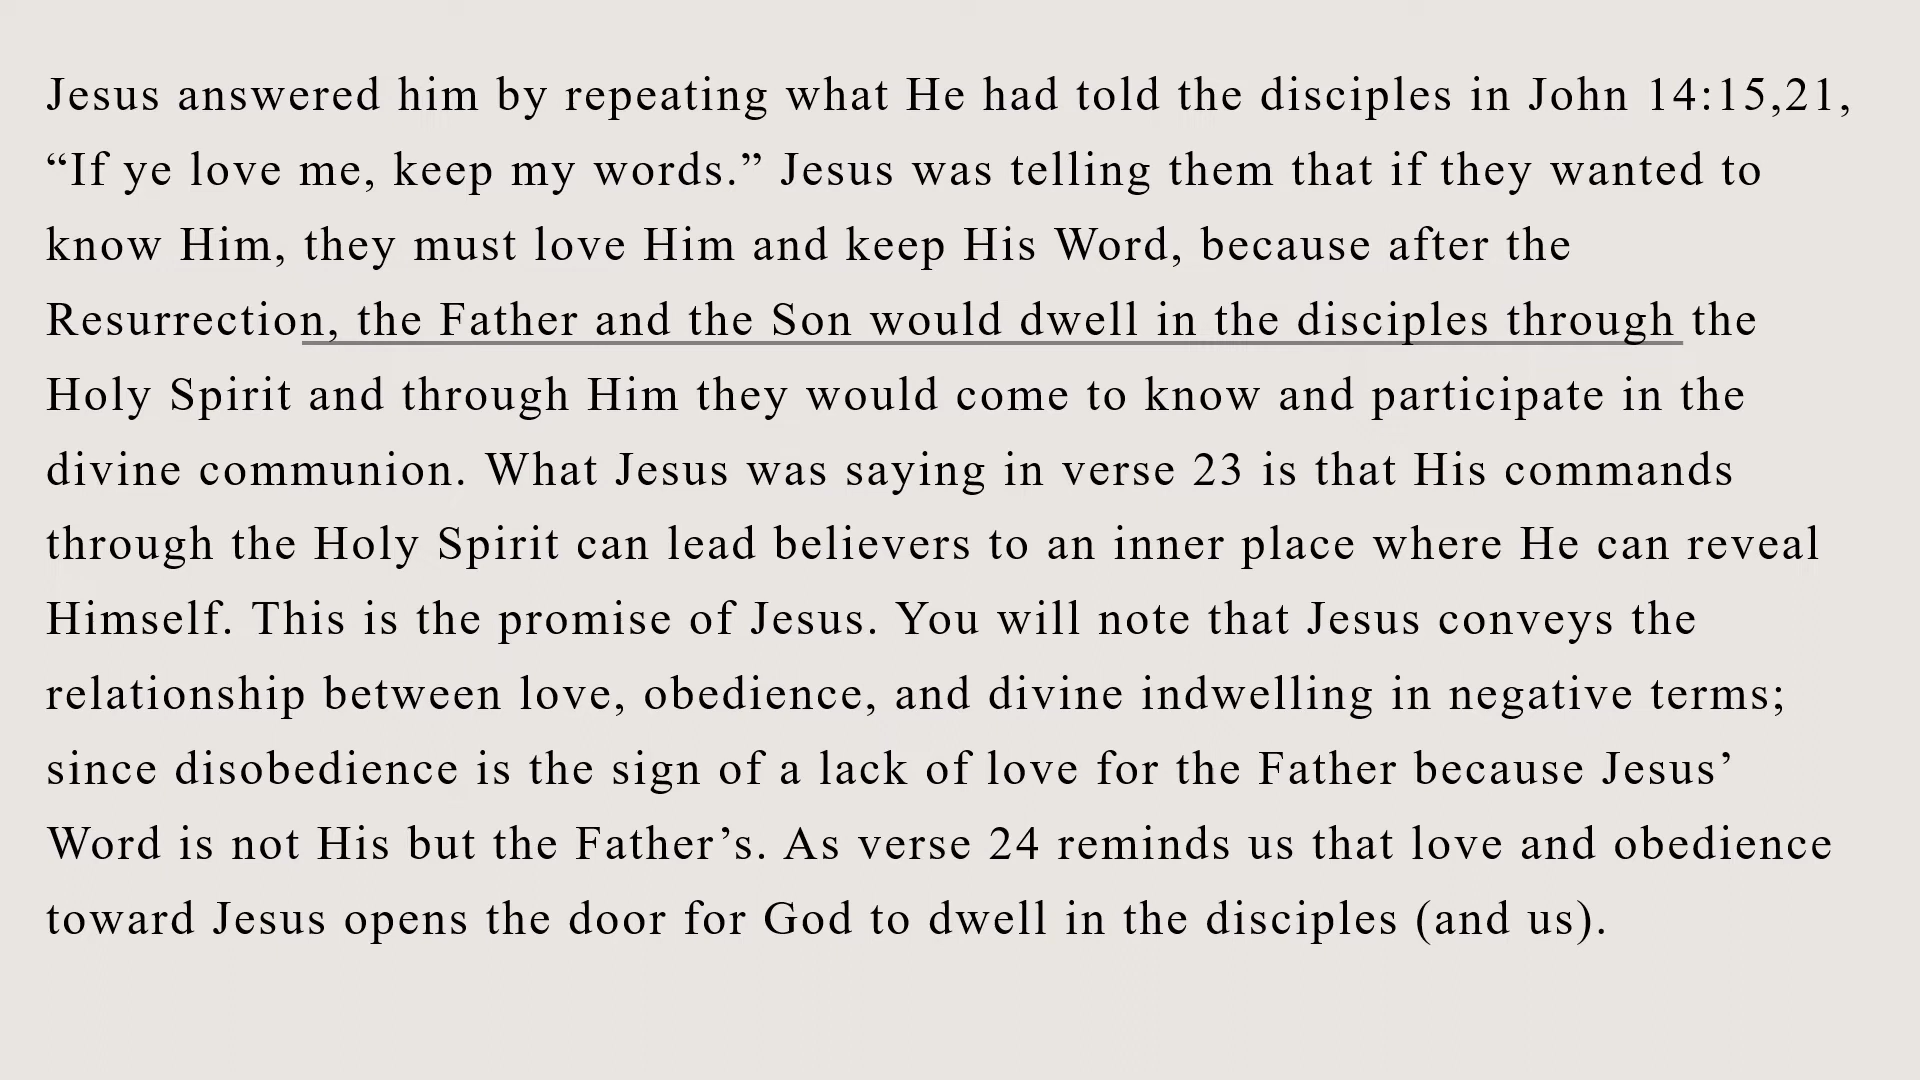 Jesus answered him by repeating what He had told the disciples in John 14:15,21,
“If ye love me, keep my words.” Jesus was telling them that if they wanted to
know Him, they must love Him and keep His Word, because after the
Resurrection, the Father and the Son would dwell in the disciples through the
Holy Spirit and through Him they would come to know and participate in the
divine communion. What Jesus was saying in verse 23 is that His commands
through the Holy Spirit can lead believers to an inner place where He can reveal
Himself. This is the promise of Jesus. You will note that Jesus conveys the
relationship between love, obedience, and divine indwelling in negative terms;
since disobedience is the sign of a lack of love for the Father because Jesus’
Word is not His but the Father’s. As verse 24 reminds us that love and obedience
toward Jesus opens the door for God to dwell in the disciples (and us).